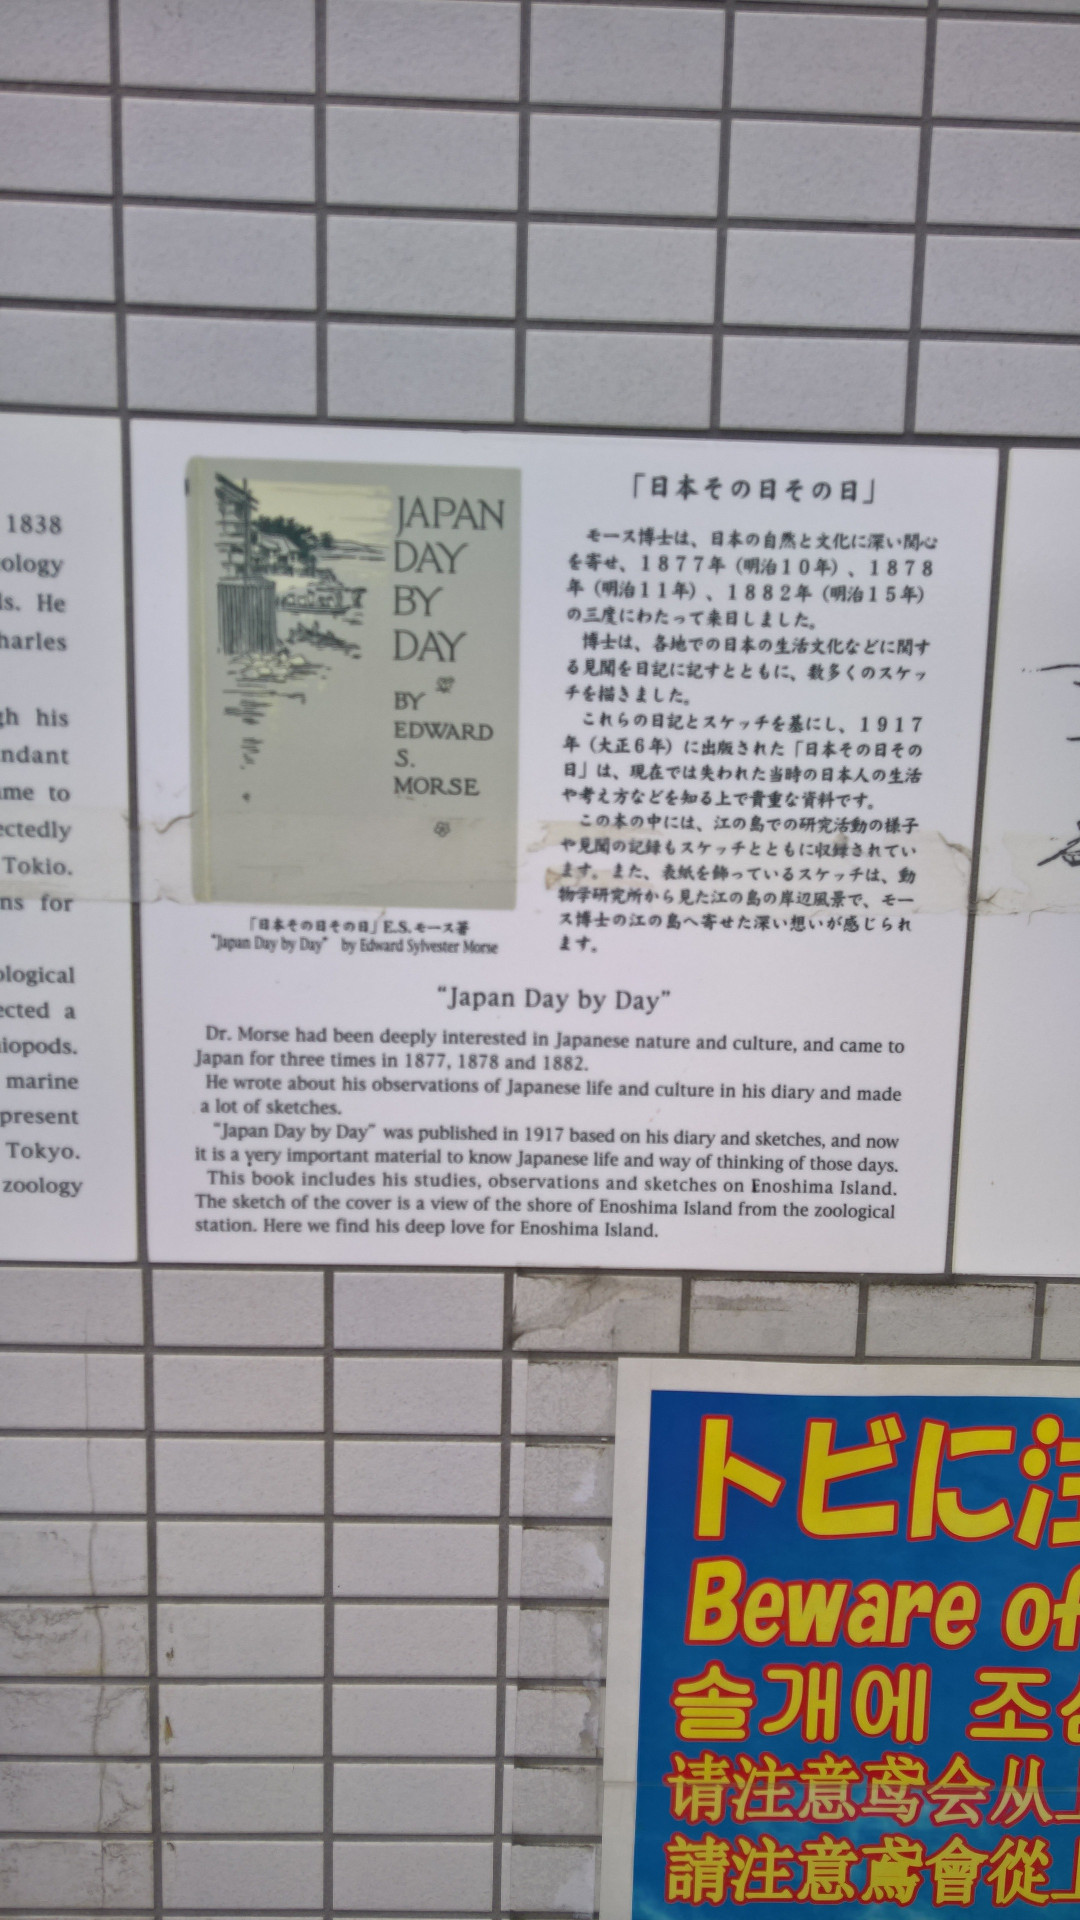 1838
ology
ls. He
harles
gh his
ndant
me to
ectedly
Tokio.
ns for
ological
ected a
iopods.
marine
present
Tokyo.
zoology
JAPAN
DAY
BY
DAY
BY
EDWARD
S.
MORSE
「日本その日その日」E.S.モース著
"Japan Day by Day" by Edward Sylvester Morse
「日本その日その日」
モース博士は、日本の自然と文化に深い関心
を寄せ、1877年（明治10年）、1878
年（明治11年）、1882年（明治15年）
の三度にわたって来日しました。
博士は、各地での日本の生活文化などに関す
る見聞を日記に記すとともに、数多くのスケッ
チを描きました。
これらの日記とスケッチを基にし、1917
年（大正6年）に出版された「日本その日その
日」は、現在では失われた当時の日本人の生活
や考え方などを知る上で貴重な資料です。
この本の中には、江の島での研究活動の様子
や見聞の記録もスケッチとともに収録されてい
ます。また、表紙を飾っているスケッチは、動
物学研究所から見た江の島の岸辺風景で、モー
ス博士の江の島へ寄せた深い想いが感じられ
ます。
"Japan Day by Day"
Dr. Morse had been deeply interested in Japanese nature and culture, and came to
Japan for three times in 1877, 1878 and 1882.
He wrote about his observations of Japanese life and culture in his diary and made
a lot of sketches.
"Japan Day by Day" was published in 1917 based on his diary and sketches, and now
it is a very important material to know Japanese life and way of thinking of those days.
This book includes his studies, observations and sketches on Enoshima Island.
The sketch of the cover is a view of the shore of Enoshima Island from the zoological
station. Here we find his deep love for Enoshima Island.
トビに注
Beware of
솔개에 조심
请注意鸢会从上
請注意鳶會從上